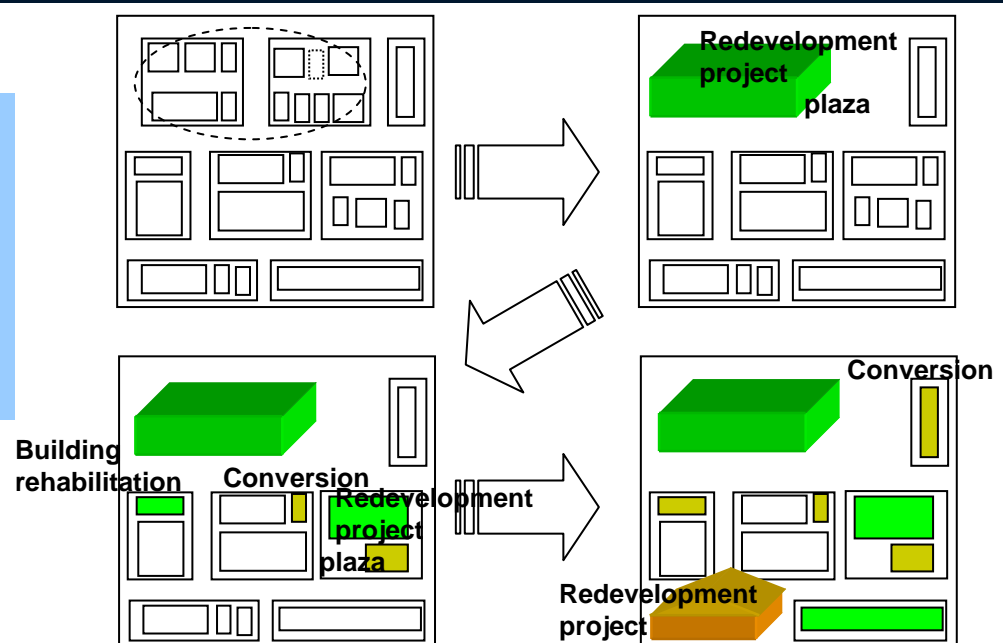 Redevelopment
project
plaza
Conversion
Building
rehabilitation
Conversion
Redevelopment
project
plaza
Redevelopment
project